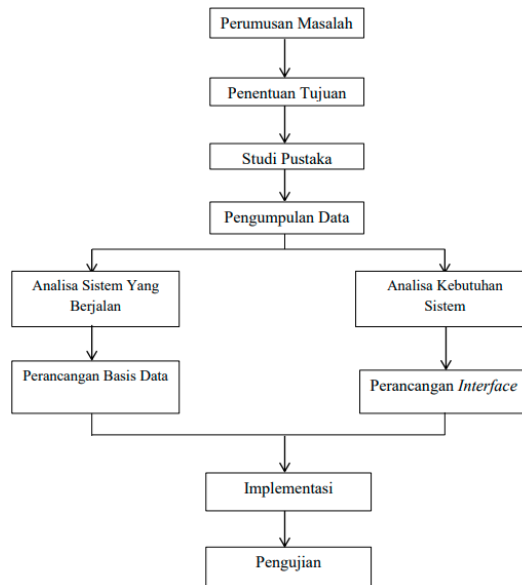 Perumusan Masalah
Penentuan Tujuan
Studi Pustaka
Pengumpulan Data
Analisa Sistem Yang
Berjalan
Analisa Kebutuhan
Sistem
Perancangan Basis Data
Perancangan Interface
Implementasi
Pengujian